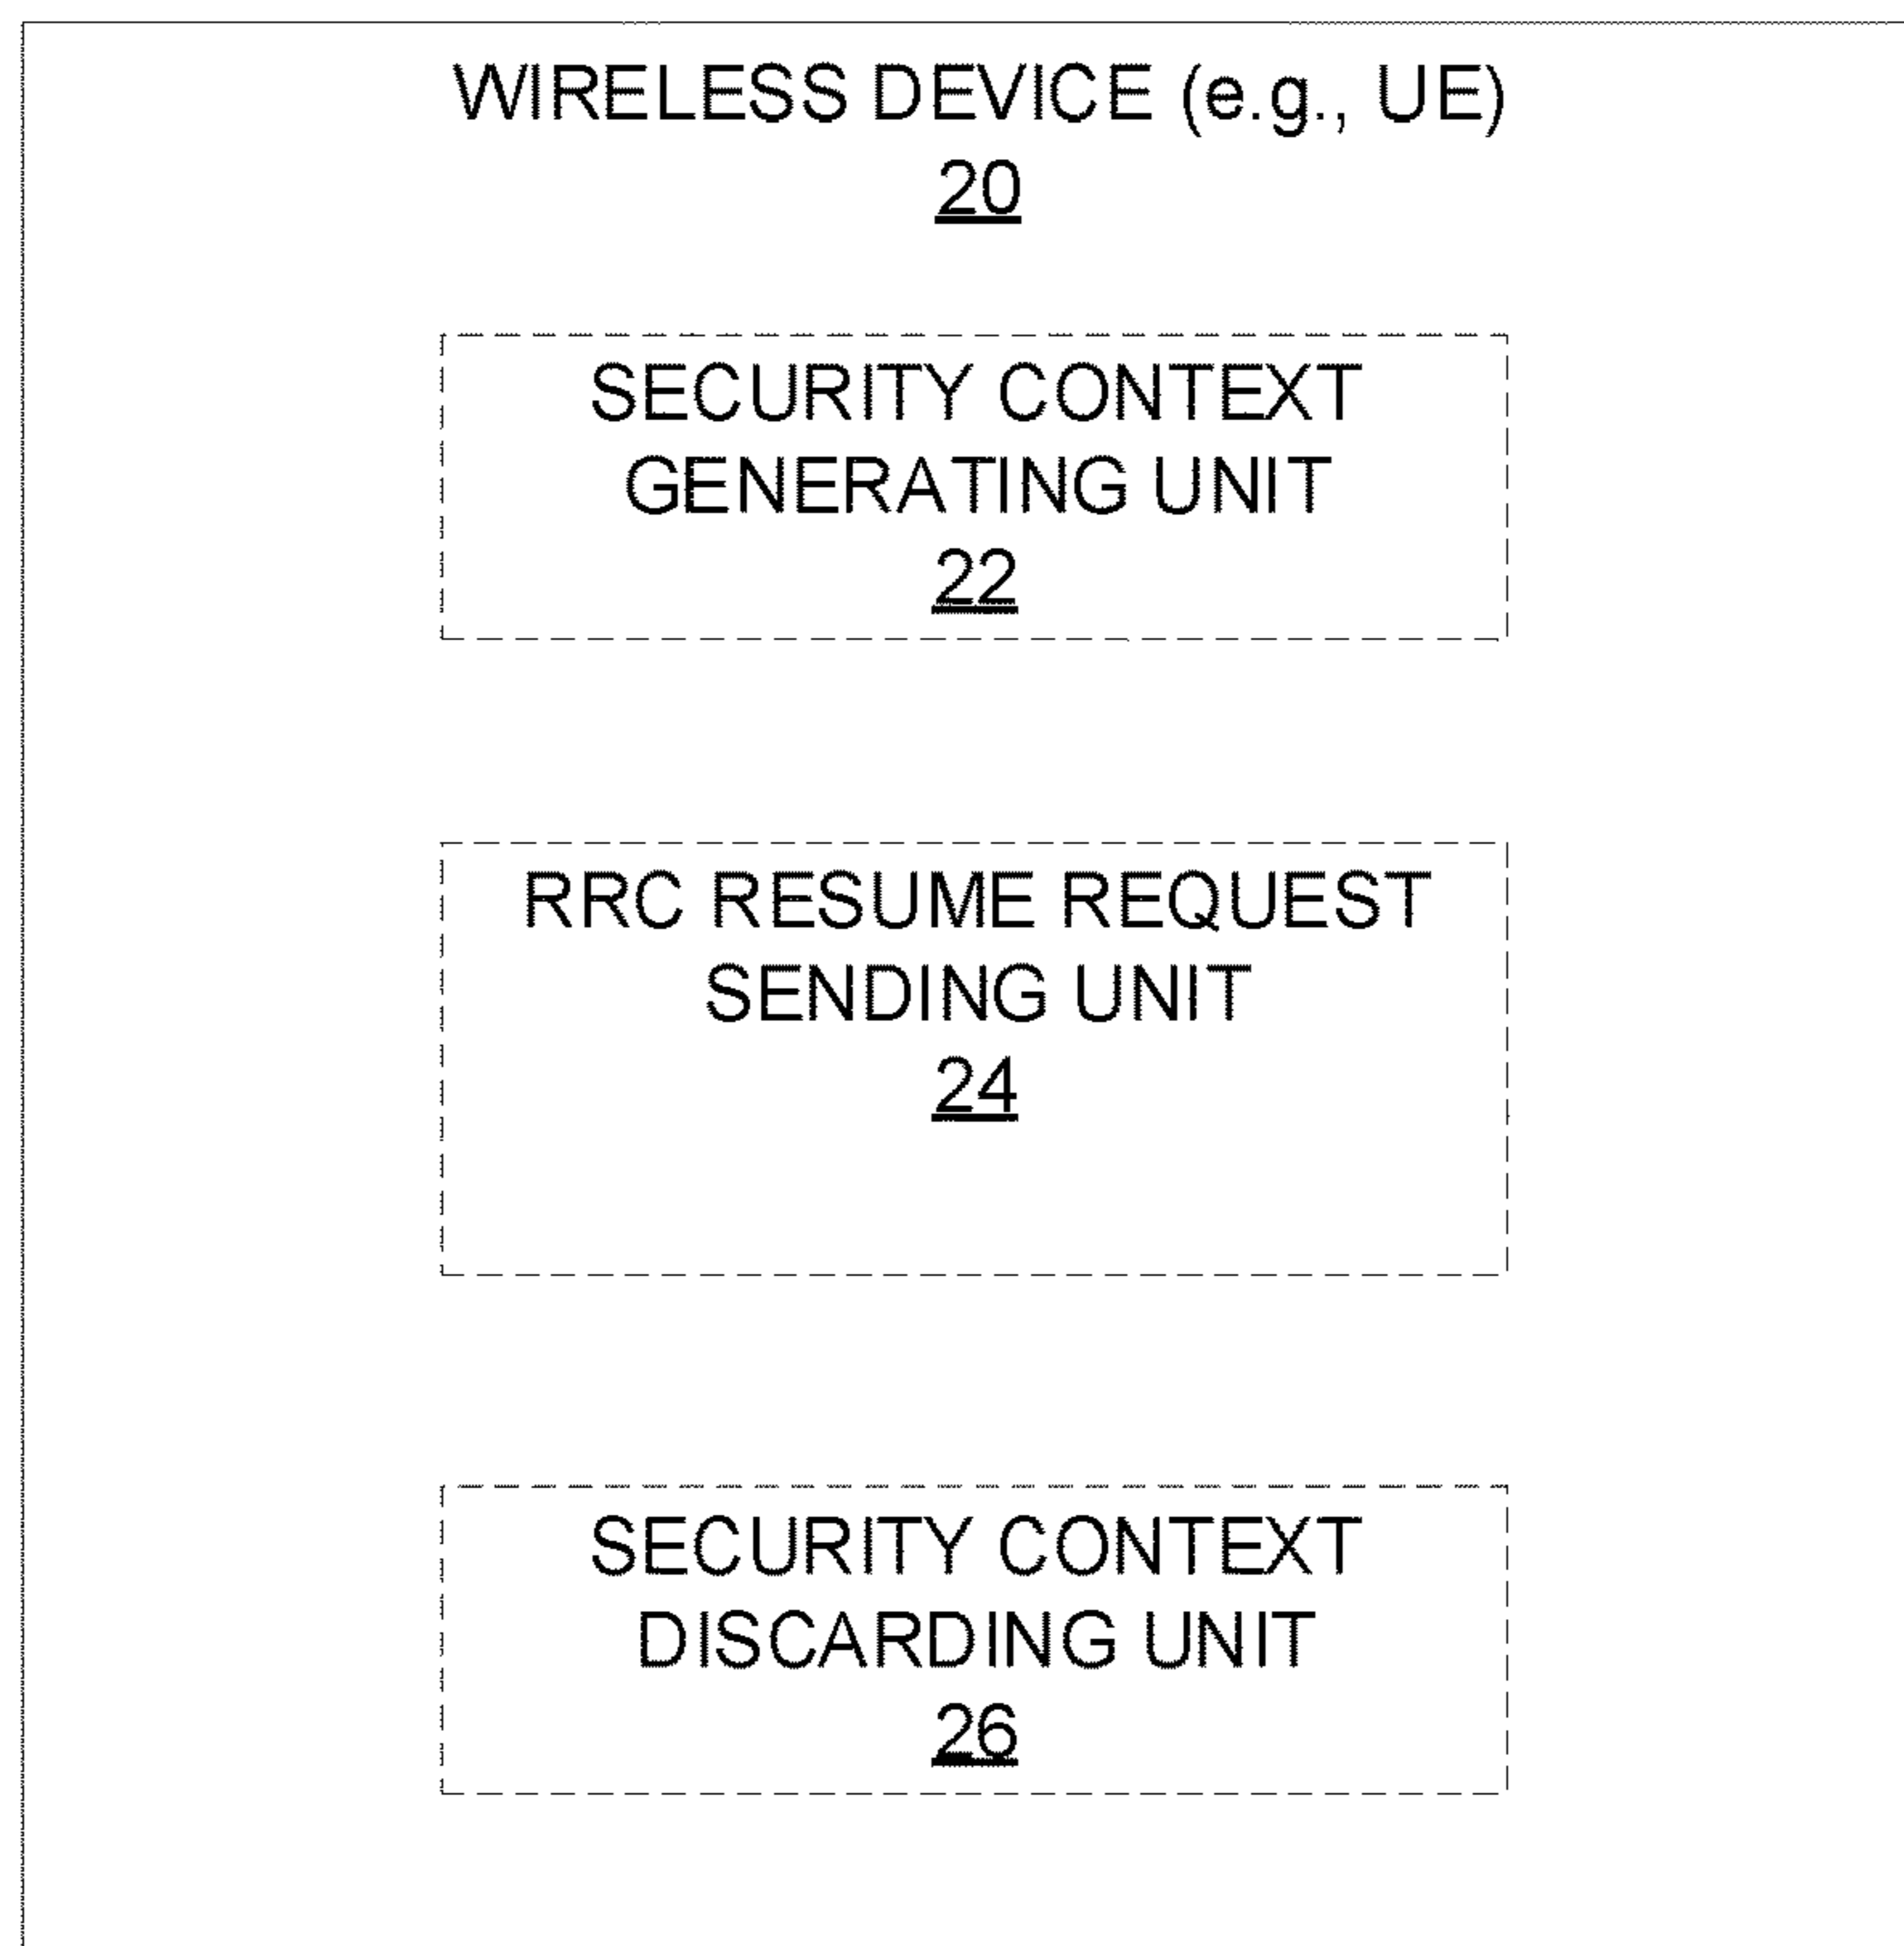 WIRELESS DEVICE (e.g., UE)
20
SECURITY CONTEXT
GENERATING UNIT
22
RRC RESUME REQUEST
SENDING UNIT
24
SECURITY CONTEXT
DISCARDING UNIT
26